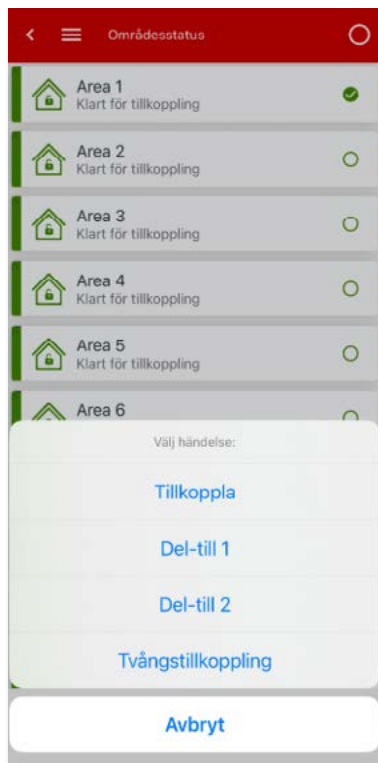 Områdesstatus
Area 1
Klart för tillkoppling
Area 2
Klart för tillkoppling
Area 3
Klart för tillkoppling
Area 4
Klart för tillkoppling
Area 5
Klart för tillkoppling
Area 6
Välj händelse:
Tillkoppla
Del-till 1
Del-till 2
Tvångstillkoppling
Avbryt